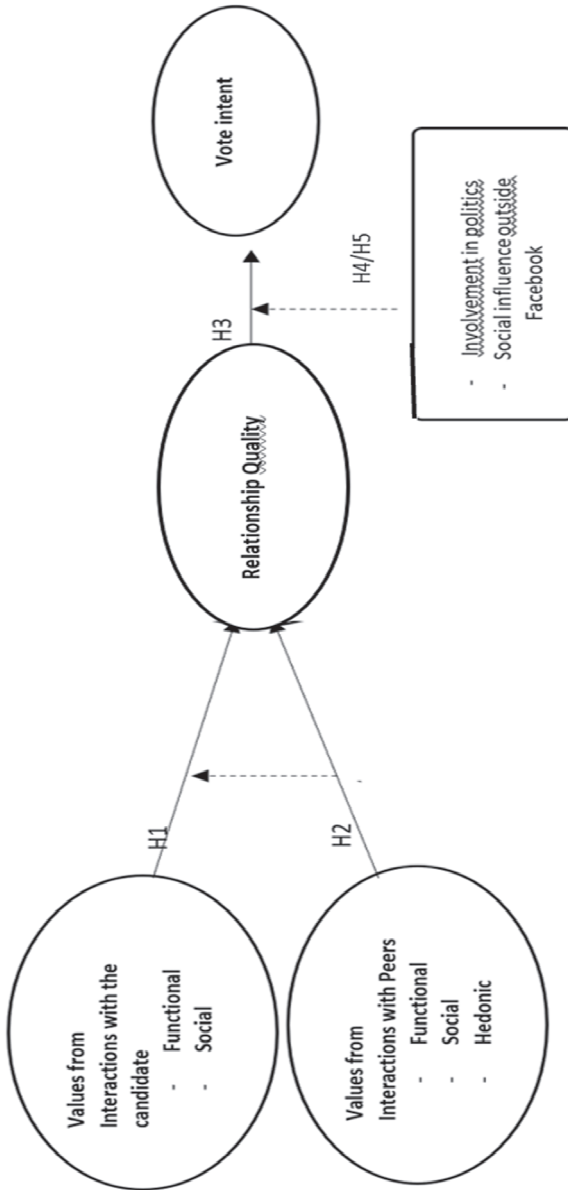 Values from
Interactions with the
candidate
- Functional
- Social
Values from
Interactions with Peers
- Functional
- Social
- Hedonic
H1
H2
Relationship Quality
H3
Vote intent
H4/H5
- Involvement in politics
- Social influence outside
Facebook